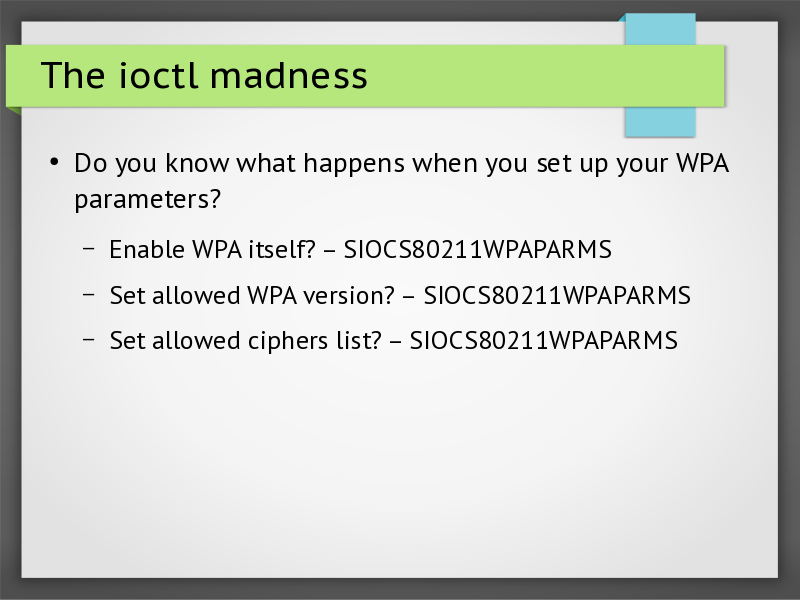 The ioctl madness
• Do you know what happens when you set up your WPA
parameters?
– Enable WPA itself? – SIOCS80211WPAPARMS
– Set allowed WPA version? – SIOCS80211WPAPARMS
– Set allowed ciphers list? – SIOCS80211WPAPARMS